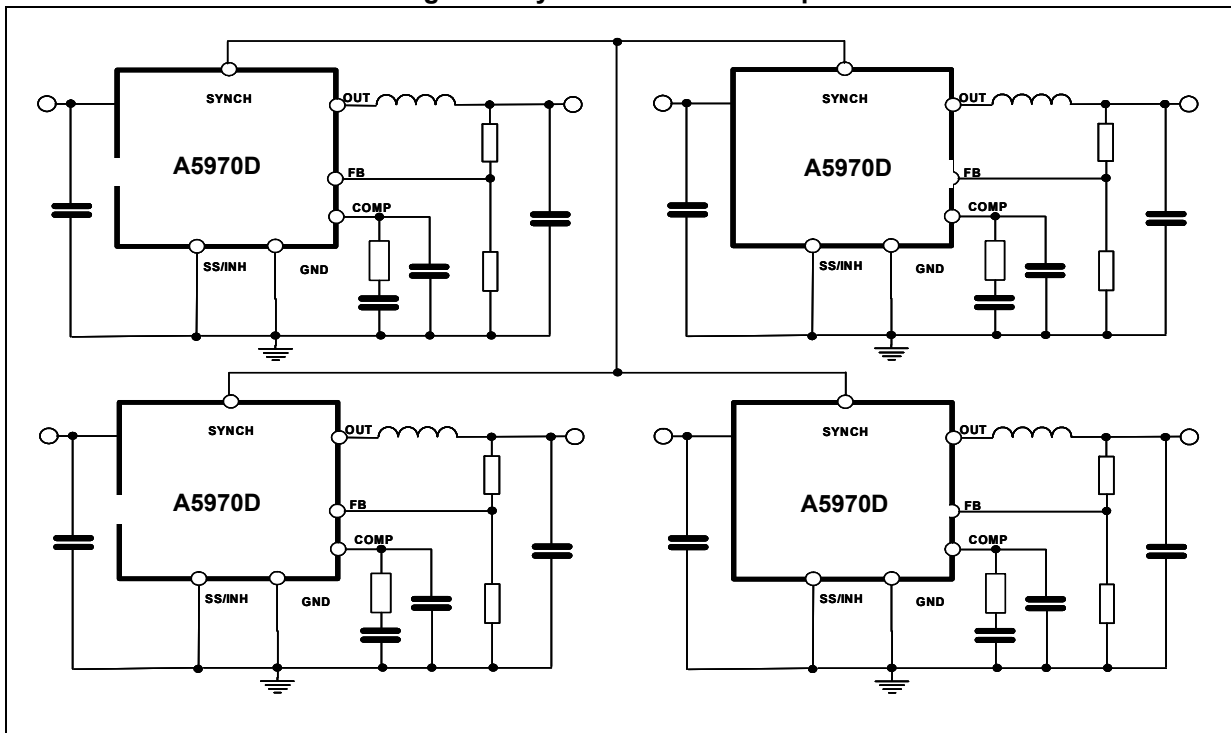 SYNCH
OUT
A5970D
FB
COMP
SS/INH
GND
SYNCH
OUT
A5970D
FB
COMP
SS/INH
GND
SYNCH
OUT
A5970D
FB
COMP
SS/INH
GND
SYNCH
OUT
A5970D
FB
COMP
SS/INH
GND